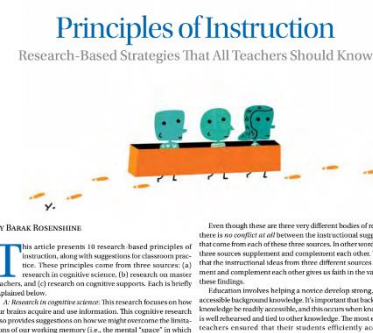 Principles of Instruction
Research-Based Strategies That All Teachers Should Know
Y.
Y BARAK ROSENSHINE
This article presents 10 research-based principles of
instruction, along with suggestions for classroom prac-
tice. These principles come from three sources: (a)
research in cognitive science, (b) research on master
achers, and (c) research on cognitive supports. Each is briefly
plained below.
A: Research in cognitive science: This research focuses on how
ur brains acquire and use information. This cognitive research
so provides suggestions on how we might overcome the limita-
ons of our working memory (i.e., the mental “space” in which
Even though these are three very different bodies of re
there is no conflict at all between the instructional sugg
that come from each of these three sources. In other word
three sources supplement and complement each other.
that the instructional ideas from three different sources
ment and complement each other gives us faith in the va
these findings.
Education involves helping a novice develop strong,
accessible background knowledge. It's important that back
knowledge be readily accessible, and this occurs when kno
is well rehearsed and tied to other knowledge. The most e
teachers ensured that their students efficiently acq